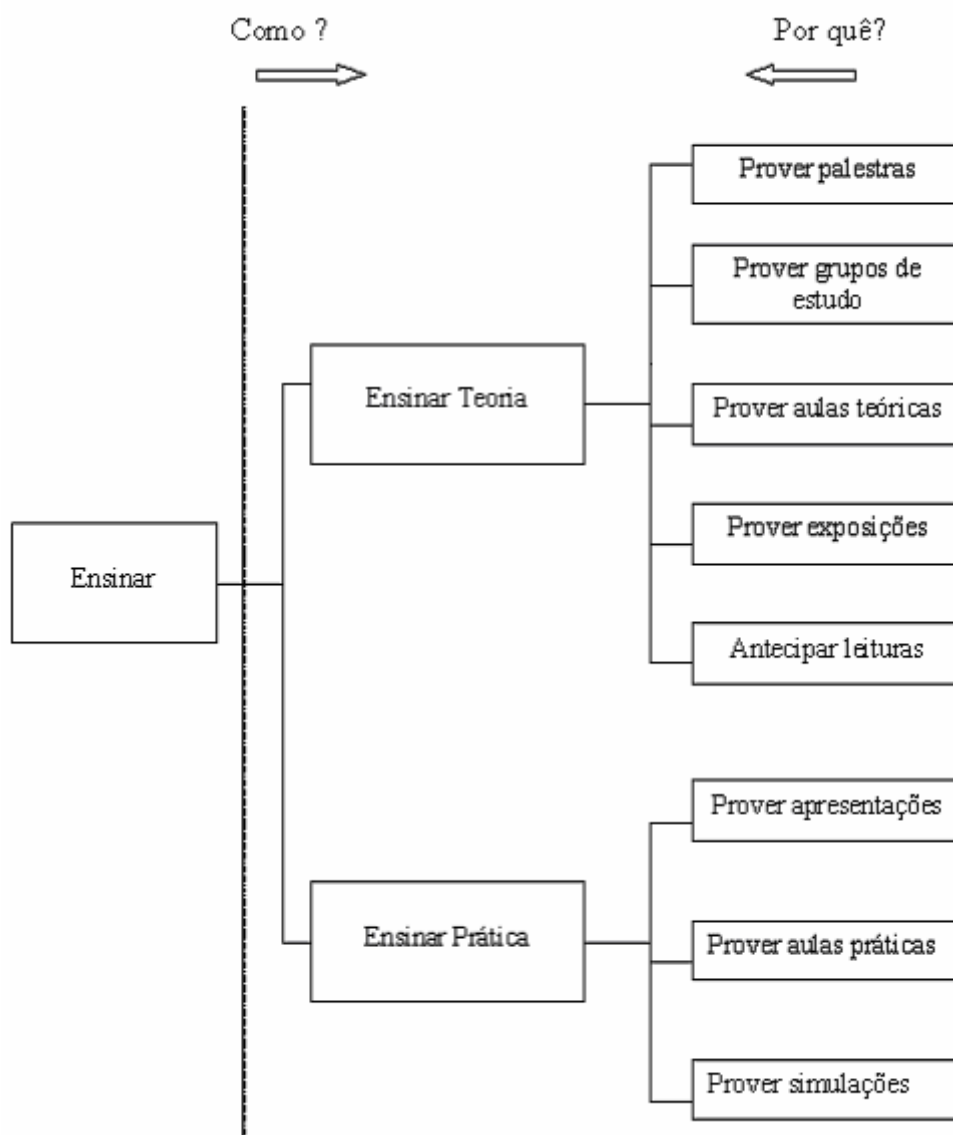 Como ?
Por quê?
Prover palestras
Prover grupos de
estudo
Ensinar Teoria
Prover aulas teóricas
Prover exposições
Ensinar
Antecipar leituras
Prover apresentações
Ensinar Prática
Prover aulas práticas
Prover simulações